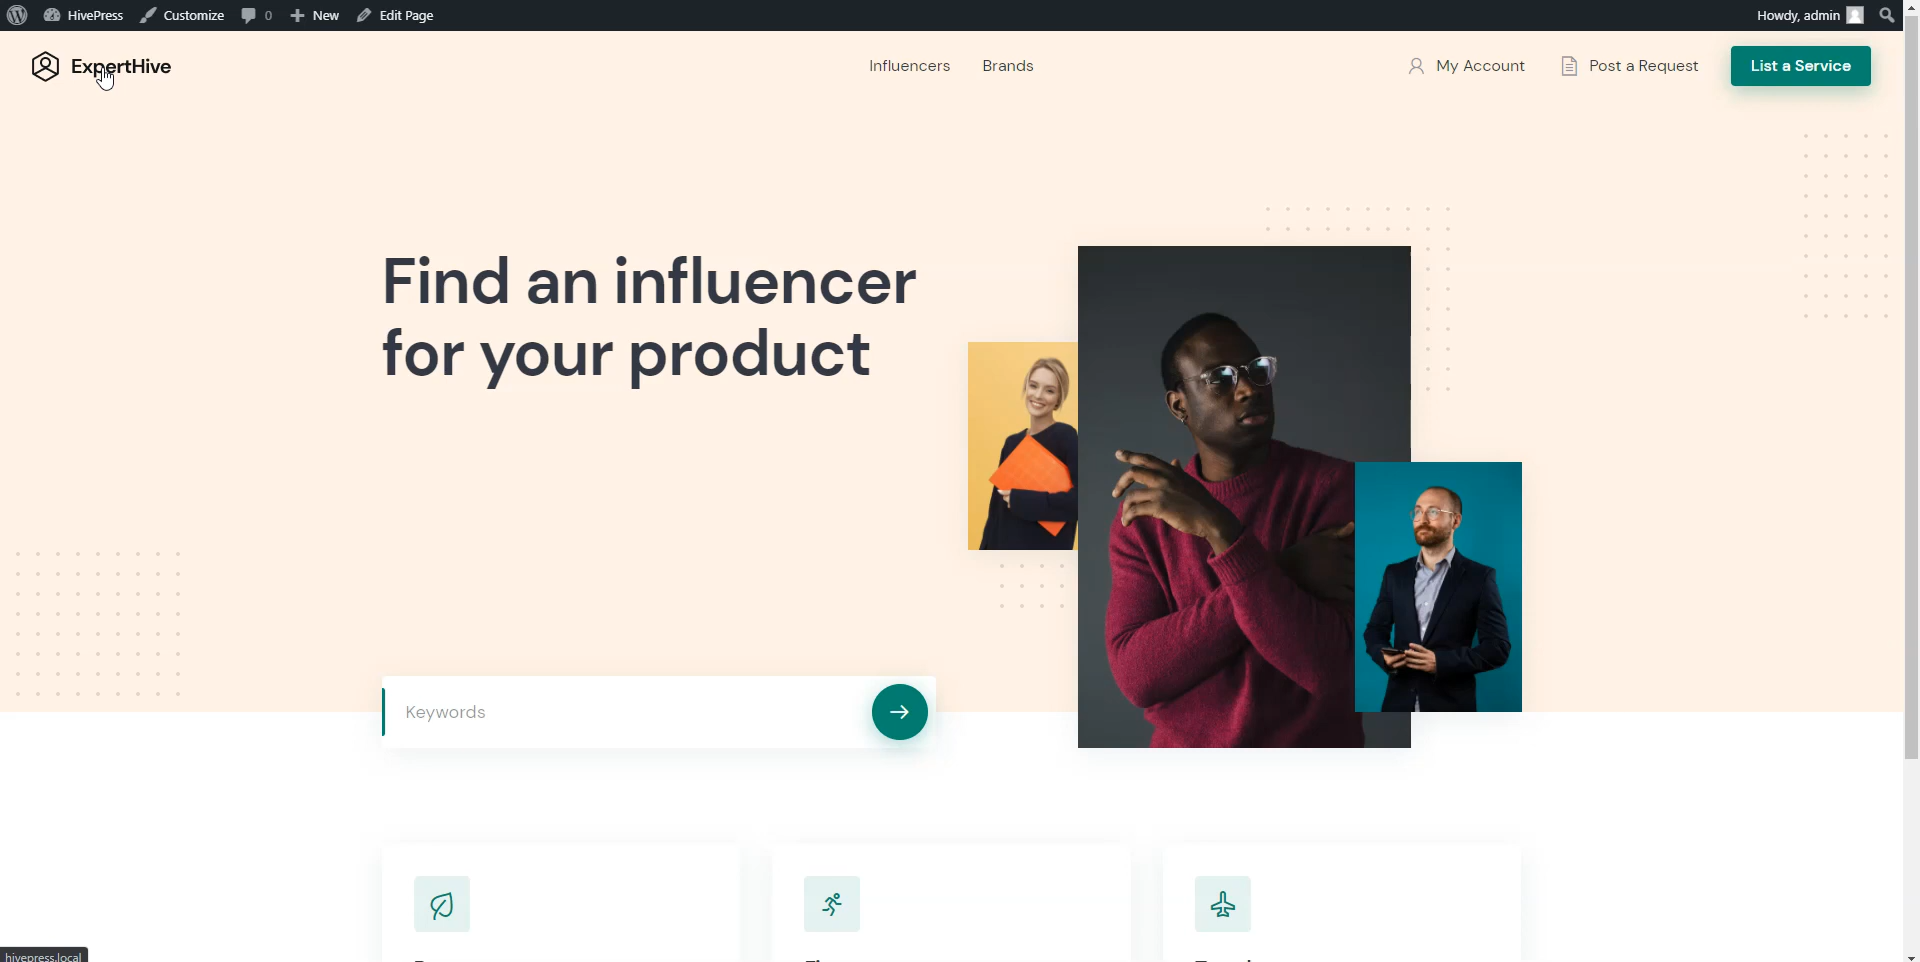 HivePress Customize 0 New Edit Page Howdy, admin
ExpertHive Influencers Brands My Account Post a Request List a Service
Find an influencer
for your product
Keywords
hivepress.local